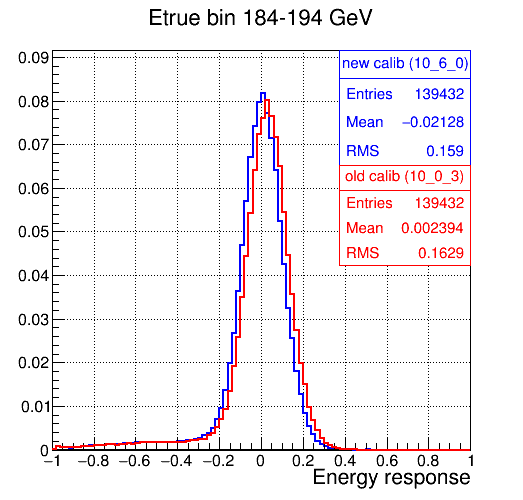 Etrue bin 184-194 GeV
new calib (10_6_0)
Entries 139432
Mean −0.02128
RMS 0.159
old calib (10_0_3)
Entries 139432
Mean 0.002394
RMS 0.1629
0.09
0.08
0.07
0.06
0.05
0.04
0.03
0.02
0.01
0
−1 −0.8 −0.6 −0.4 −0.2 0 0.2 0.4 0.6 0.8 1
Energy response